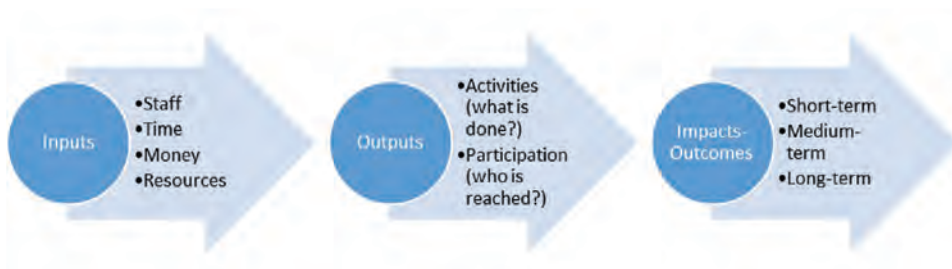 Inputs
•Staff
•Time
•Money
•Resources
Outputs
•Activities
(what is
done?)
•Participation
(who is
reached?)
Impacts-
Outcomes
•Short-term
•Medium-
term
•Long-term